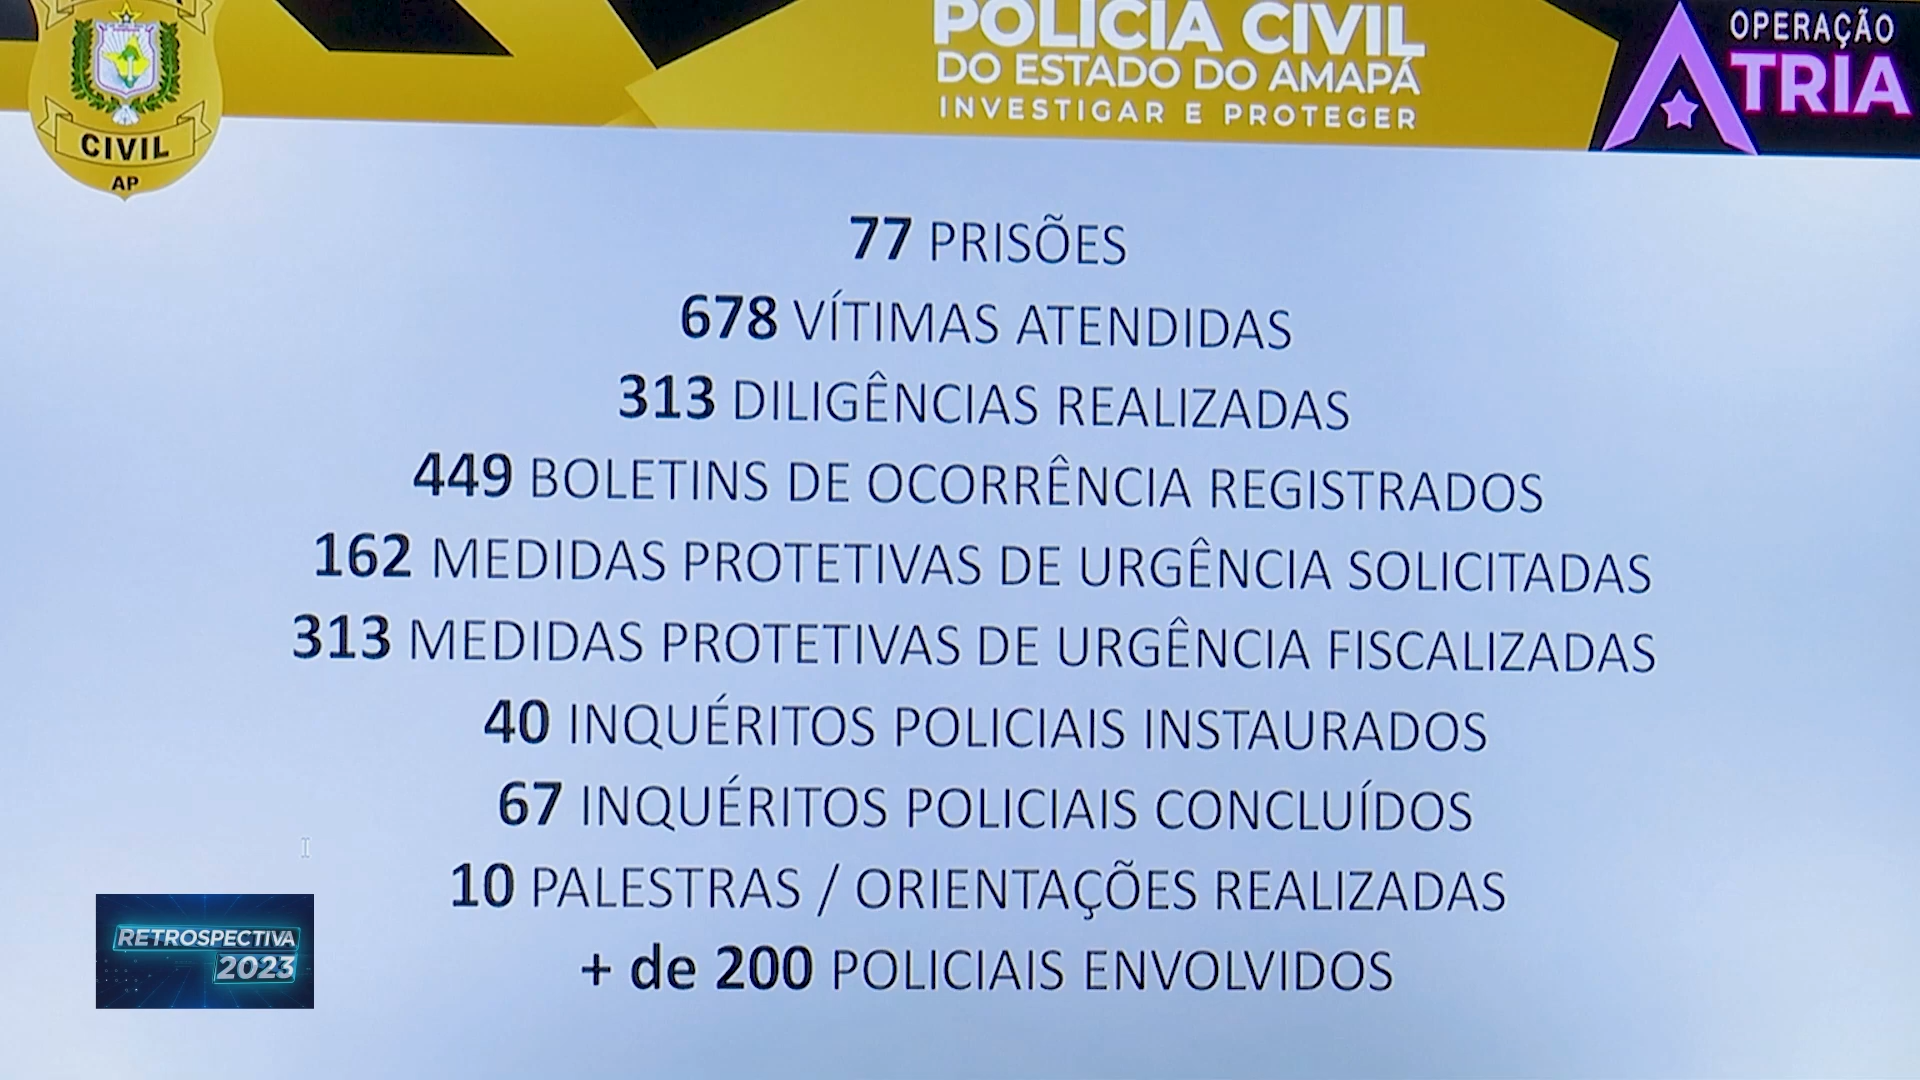 CIVIL
AP
POLÍCIA CIVIL
DO ESTADO DO AMAPÁ
INVESTIGAR E PROTEGER
OPERAÇÃO
ÁTRIA
77 PRISÕES
678 VÍTIMAS ATENDIDAS
313 DILIGÊNCIAS REALIZADAS
449 BOLETINS DE OCORRÊNCIA REGISTRADOS
162 MEDIDAS PROTETIVAS DE URGÊNCIA SOLICITADAS
313 MEDIDAS PROTETIVAS DE URGÊNCIA FISCALIZADAS
40 INQUÉRITOS POLICIAIS INSTAURADOS
67 INQUÉRITOS POLICIAIS CONCLUÍDOS
10 PALESTRAS / ORIENTAÇÕES REALIZADAS
+ de 200 POLICIAIS ENVOLVIDOS
RETROSPECTIVA
2023